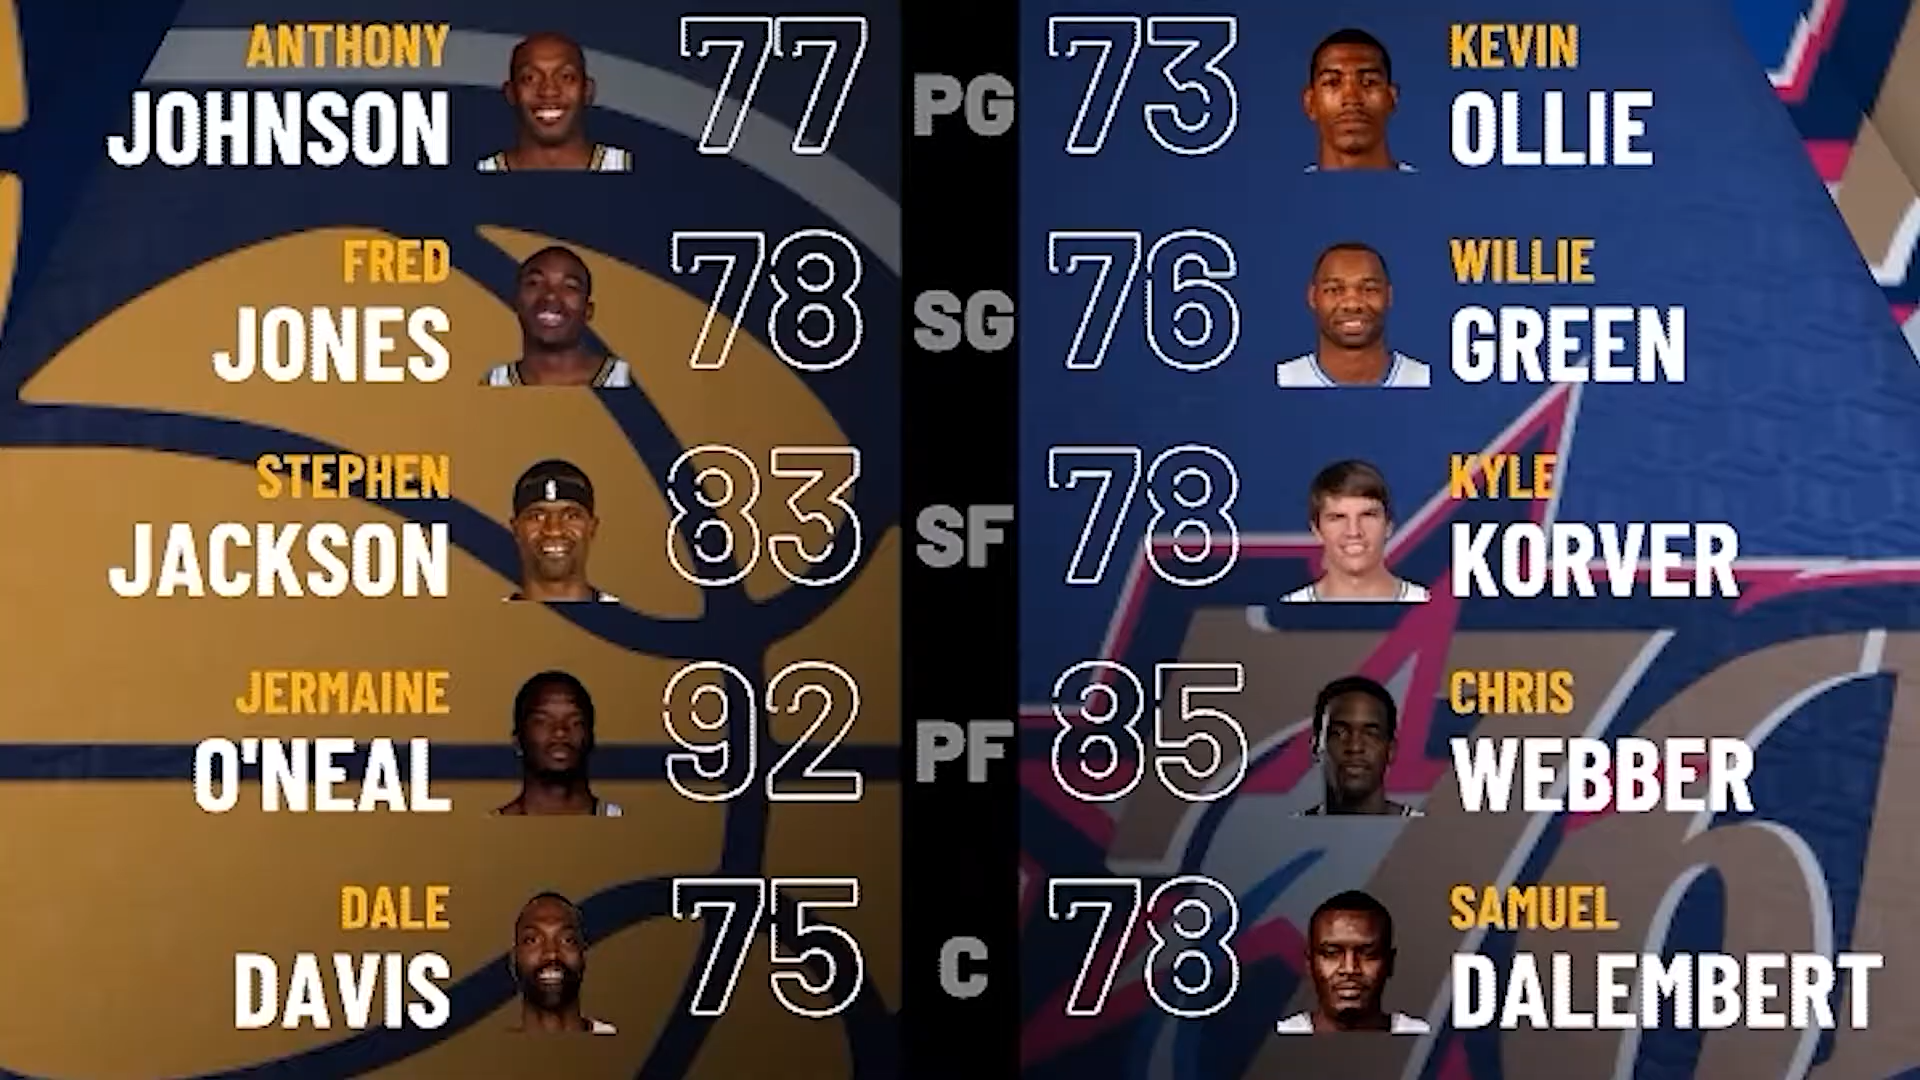 ANTHONY
JOHNSON
77
PG
73
KEVIN
OLLIE
FRED
JONES
78
SG
76
WILLIE
GREEN
STEPHEN
JACKSON
83
SF
78
KYLE
KORVER
JERMAINE
O'NEAL
92
PF
85
CHRIS
WEBBER
DALE
DAVIS
75
C
78
SAMUEL
DALEMBERT